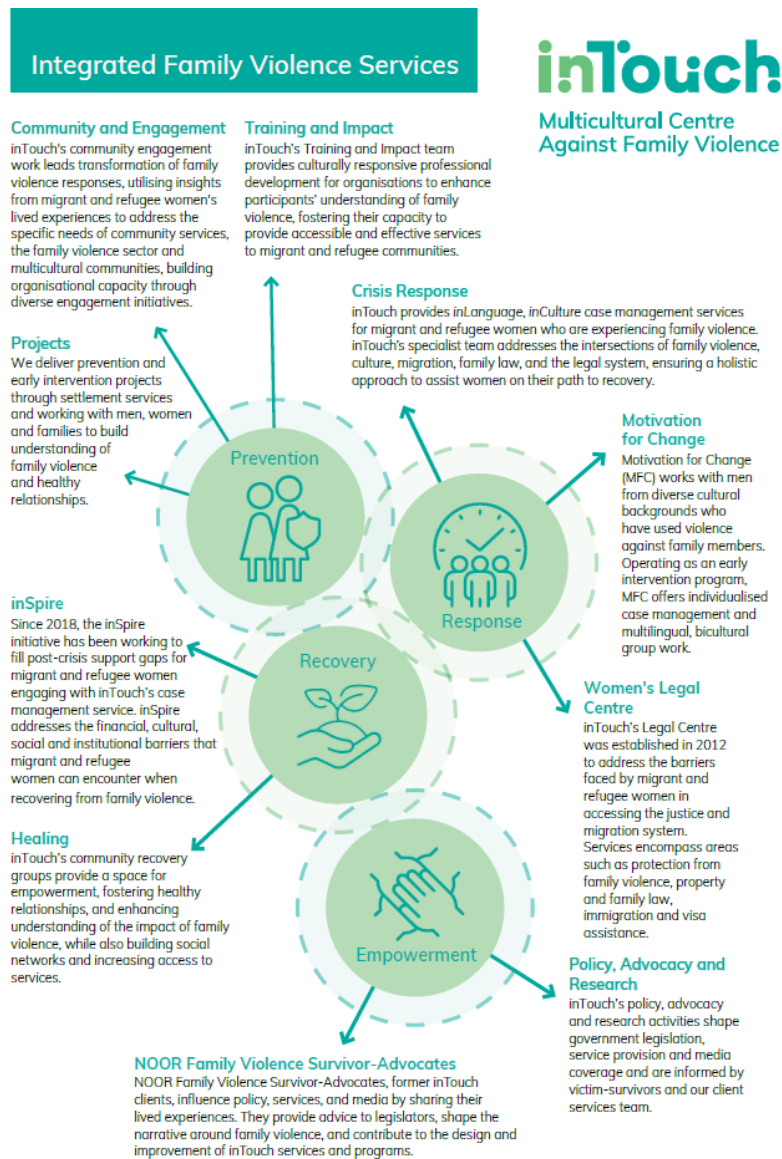 Integrated Family Violence Services
inTouch
Multicultural Centre
Against Family Violence
Community and Engagement
inTouch's community engagement
work leads transformation of family
violence responses, utilising insights
from migrant and refugee women's
lived experiences to address the
specific needs of community services,
the family violence sector and
multicultural communities, building
organisational capacity through
diverse engagement initiatives.
Training and Impact
inTouch's Training and Impact team
provides culturally responsive professional
development for organisations to enhance
participants' understanding of family
violence, fostering their capacity to
provide accessible and effective services
to migrant and refugee communities.
Crisis Response
inTouch provides inLanguage, inCulture case management services
for migrant and refugee women who are experiencing family violence.
inTouch's specialist team addresses the intersections of family violence,
culture, migration, family law, and the legal system, ensuring a holistic
approach to assist women on their path to recovery.
Projects
We deliver prevention and
early intervention projects
through settlement services
and working with men, women
and families to build
understanding of
family violence
and healthy
relationships.
Prevention
Motivation
for Change
Motivation for Change
(MFC) works with men
from diverse cultural
backgrounds who
have used violence
against family members.
Operating as an early
intervention program,
MFC offers individualised
case management and
multilingual, bicultural
group work.
Response
inSpire
Since 2018, the inSpire
initiative has been working to
fill post-crisis support gaps for
migrant and refugee women
engaging with inTouch's case
management service. inSpire
addresses the financial, cultural,
social and institutional barriers that
migrant and refugee
women can encounter when
recovering from family violence.
Recovery
Women's Legal
Centre
inTouch's Legal Centre
was established in 2012
to address the barriers
faced by migrant and
refugee women in
accessing the justice and
migration system.
Services encompass areas
such as protection from
family violence, property
and family law,
immigration and visa
assistance.
Healing
inTouch's community recovery
groups provide a space for
empowerment, fostering healthy
relationships, and enhancing
understanding of the impact of family
violence, while also building social
networks and increasing access to
services.
Empowerment
Policy, Advocacy and
Research
inTouch's policy, advocacy
and research activities shape
government legislation,
service provision and media
coverage and are informed by
victim-survivors and our client
services team.
NOOR Family Violence Survivor-Advocates
NOOR Family Violence Survivor-Advocates, former inTouch
clients, influence policy, services, and media by sharing their
lived experiences. They provide advice to legislators, shape the
narrative around family violence, and contribute to the design and
improvement of inTouch services and programs.